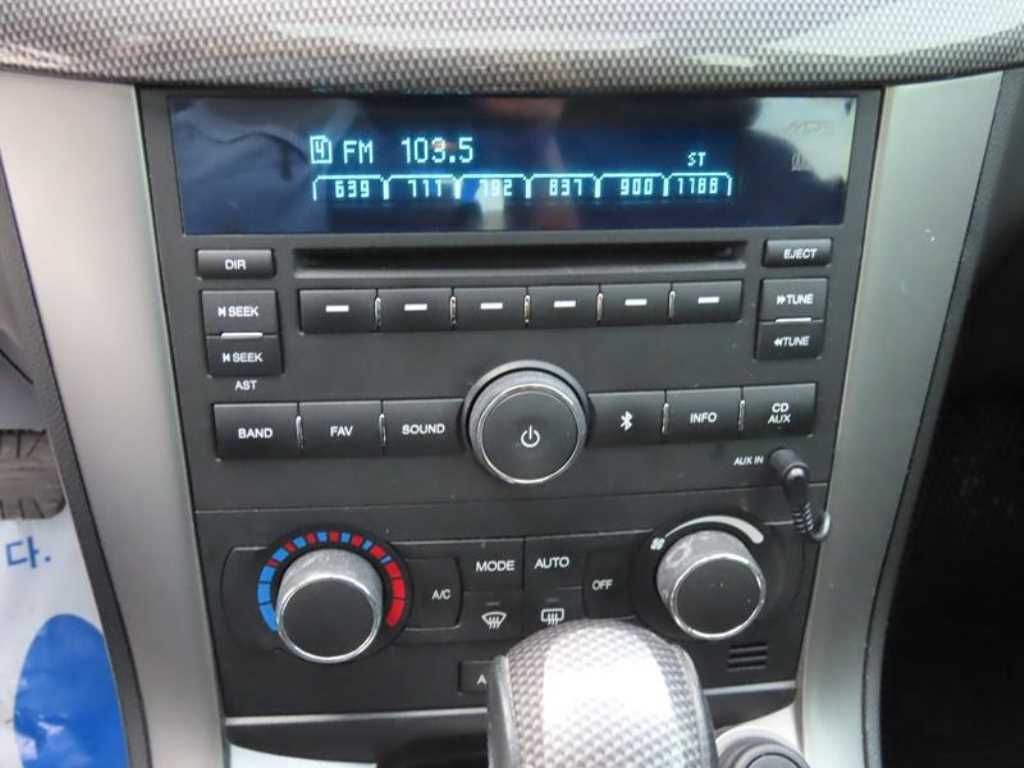 MP3
4 FM 103.5
ST
639 711 792 837 900 1188
DIR
EJECT
SEEK
TUNE
SEEK
TUNE
AST
BAND FAV SOUND INFO CD AUX
AUX IN
MODE AUTO
A/C OFF
다.